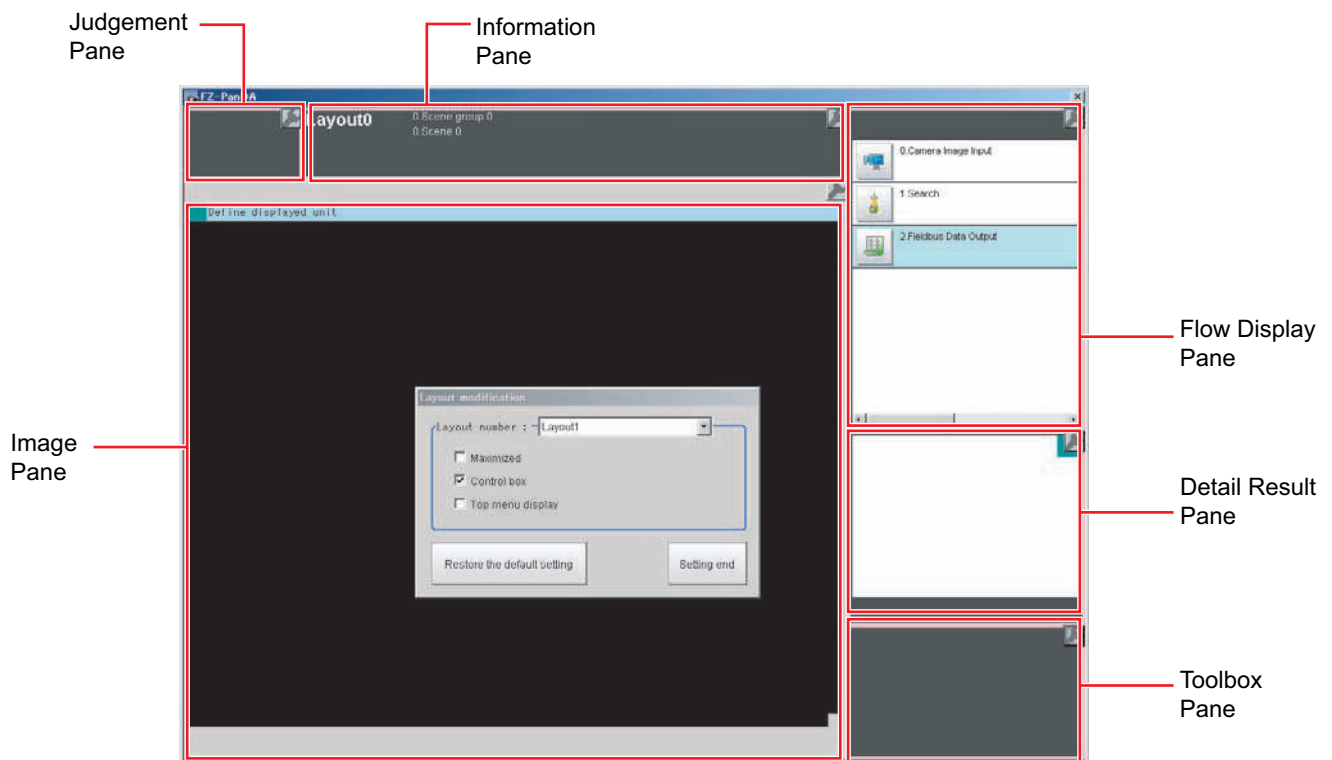 Judgement
Pane
Information
Pane
FZ-PanDA
Layout0
0.Scene group 0
0.Scene 0
0.Camera Image Input
1.Search
2.Fieldbus Data Output
Define displayed unit
Flow Display
Pane
Layout modification
Layout number :
Layout1
Maximized
Control box
Top menu display
Restore the default setting
Setting end
Image
Pane
Detail Result
Pane
Toolbox
Pane